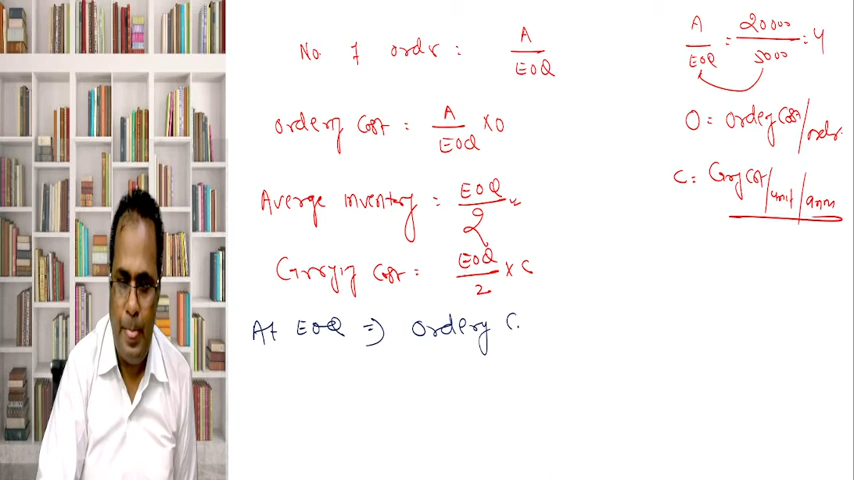 No of order = A / EOQ
Ordering Cost = A / EOQ × O
Average Inventory = EOQ / 2
Carrying Cost = EOQ / 2 × C
At EOQ ⇒ Ordering C.
A / EOQ = 20000 / 5000 = 4
O = Ordering Cost / order
C = Carrying Cost / unit / annum